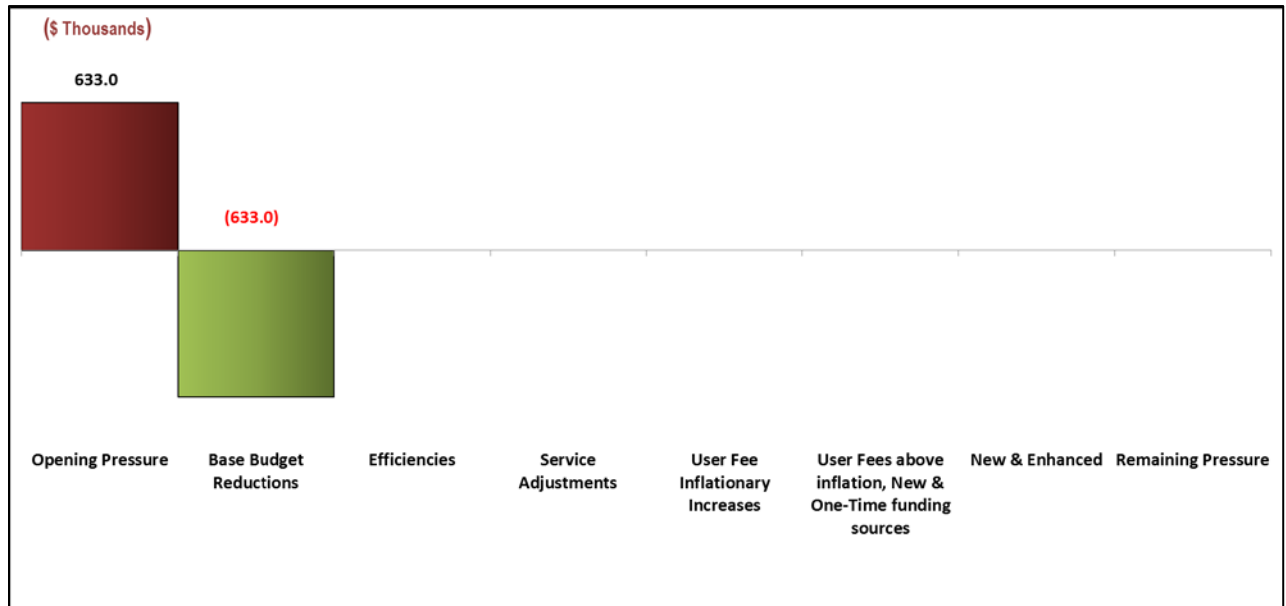 ($ Thousands)
633.0
(633.0)
Opening Pressure
Base Budget
Reductions
Efficiencies
Service
Adjustments
User Fee
Inflationary
Increases
User Fees above
inflation, New &
One-Time funding
sources
New & Enhanced
Remaining Pressure